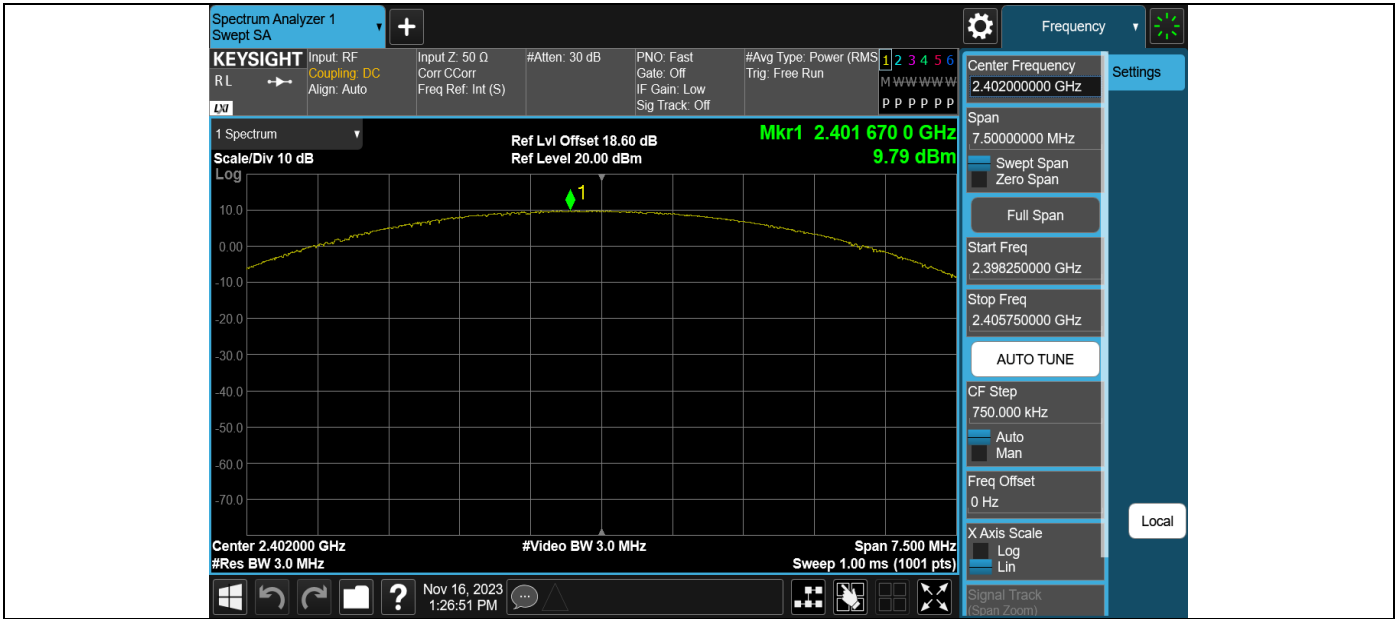 Spectrum Analyzer 1
Swept SA
Frequency
KEYSIGHT
RL
LXI
Input: RF
Coupling: DC
Align: Auto
Input Z: 50 Ω
Corr CCorr
Freq Ref: Int (S)
#Atten: 30 dB
PNO: Fast
Gate: Off
IF Gain: Low
Sig Track: Off
#Avg Type: Power (RMS
Trig: Free Run
1 2 3 4 5 6
M W W W W W
P P P P P P
1 Spectrum
Scale/Div 10 dB
Log
Ref Lvl Offset 18.60 dB
Ref Level 20.00 dBm
Mkr1 2.401 670 0 GHz
9.79 dBm
1
10.0
0.00
-10.0
-20.0
-30.0
-40.0
-50.0
-60.0
-70.0
Center 2.402000 GHz
#Res BW 3.0 MHz
#Video BW 3.0 MHz
Span 7.500 MHz
Sweep 1.00 ms (1001 pts)
Nov 16, 2023
1:26:51 PM
Center Frequency
2.402000000 GHz
Settings
Span
7.50000000 MHz
Swept Span
Zero Span
Full Span
Start Freq
2.398250000 GHz
Stop Freq
2.405750000 GHz
AUTO TUNE
CF Step
750.000 kHz
Auto
Man
Freq Offset
0 Hz
X Axis Scale
Log
Lin
Local
Signal Track
(Span Zoom)